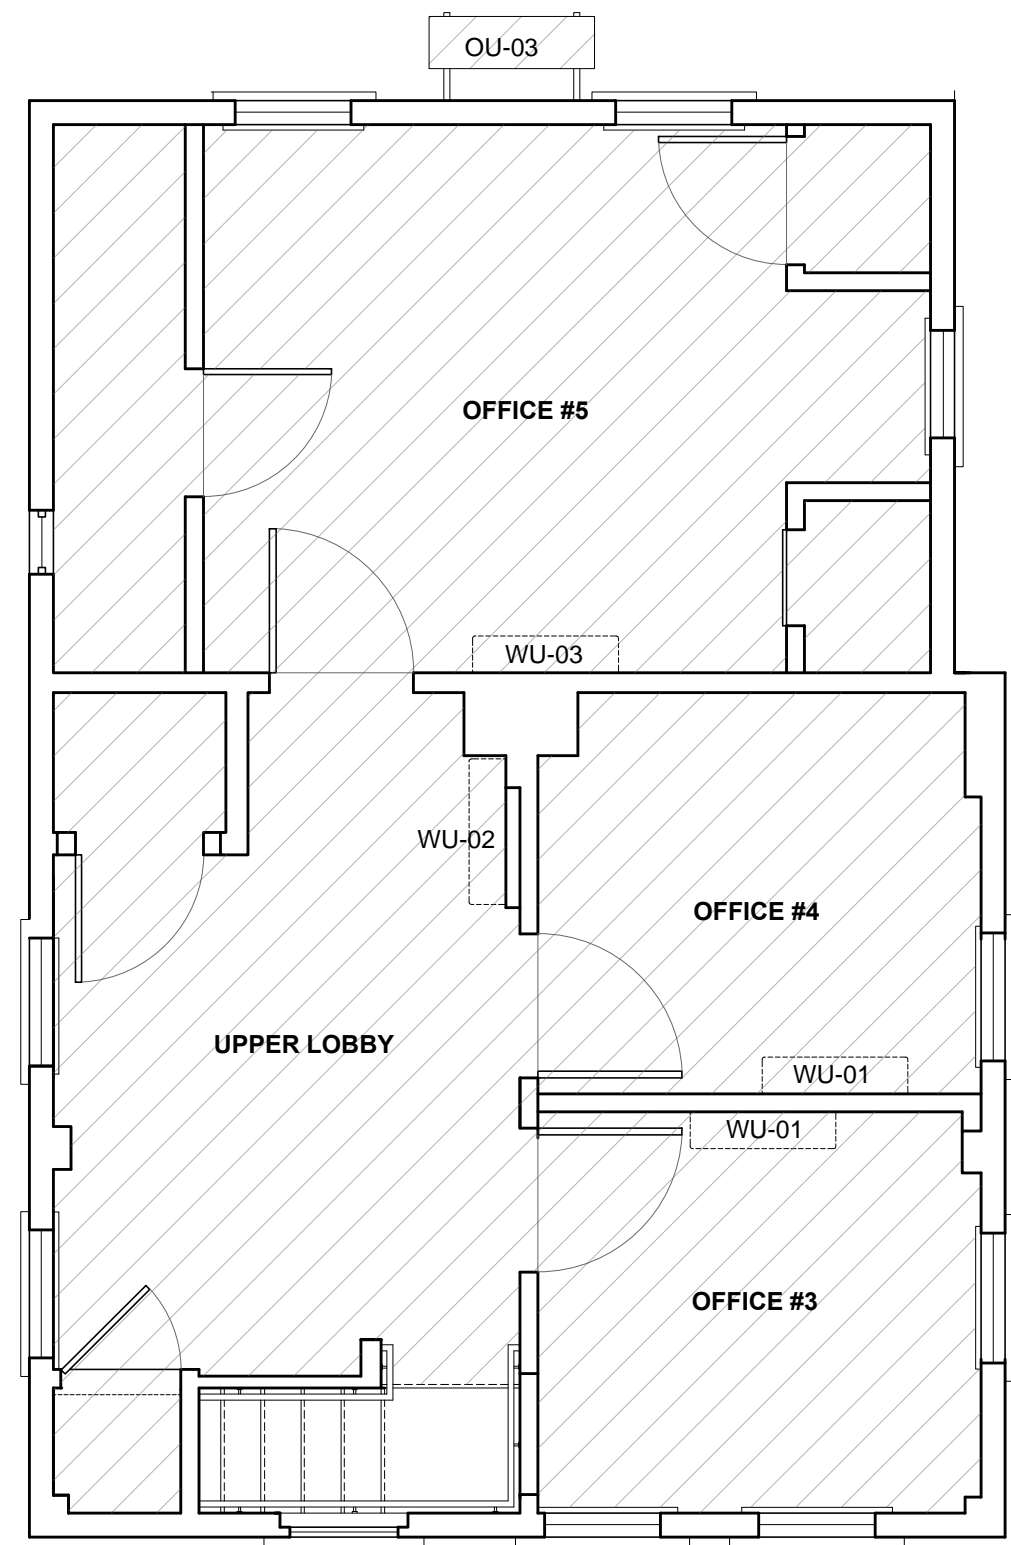 OU-03
OFFICE #5
WU-03
WU-02
OFFICE #4
UPPER LOBBY
WU-01
WU-01
OFFICE #3